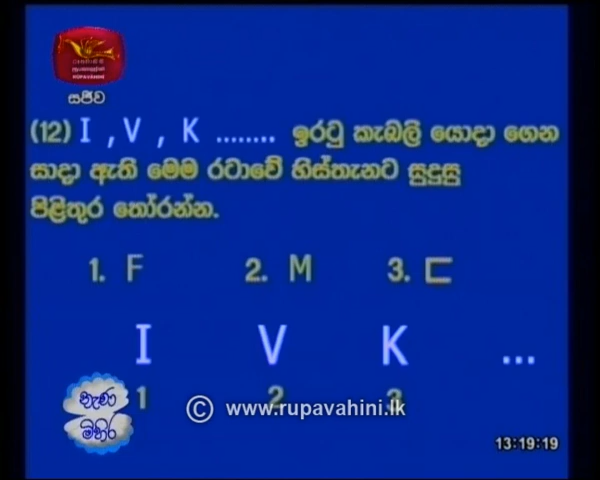 RUPAVAHINI
සජීව
(12) I , V , K ........ ඉරටු කැබලි යොදා ගෙන
සාදා ඇති මෙම රටාවේ හිස්තැනට සුදුසු
පිළිතුර තෝරන්න.
1. F 2. M 3. ㄷ
I V K ...
1 2 3
නැණ
මිහිර
© www.rupavahini.lk
13:19:19